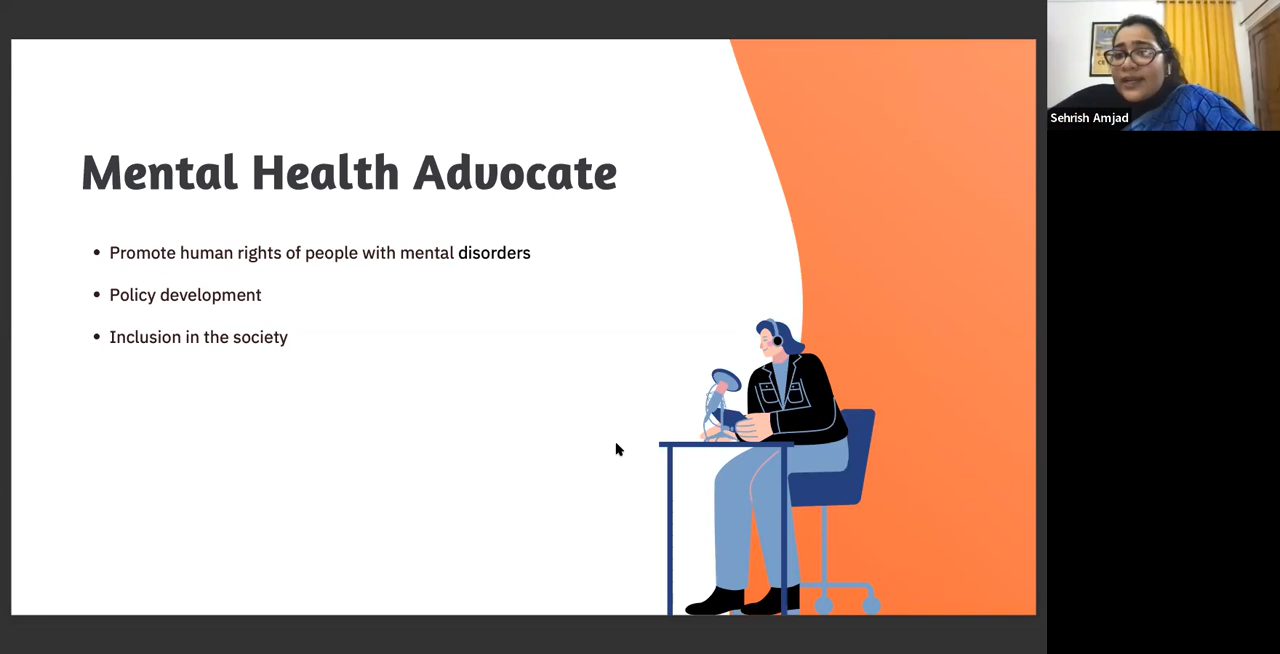 Mental Health Advocate
Promote human rights of people with mental disorders
Policy development
Inclusion in the society
Sehrish Amjad